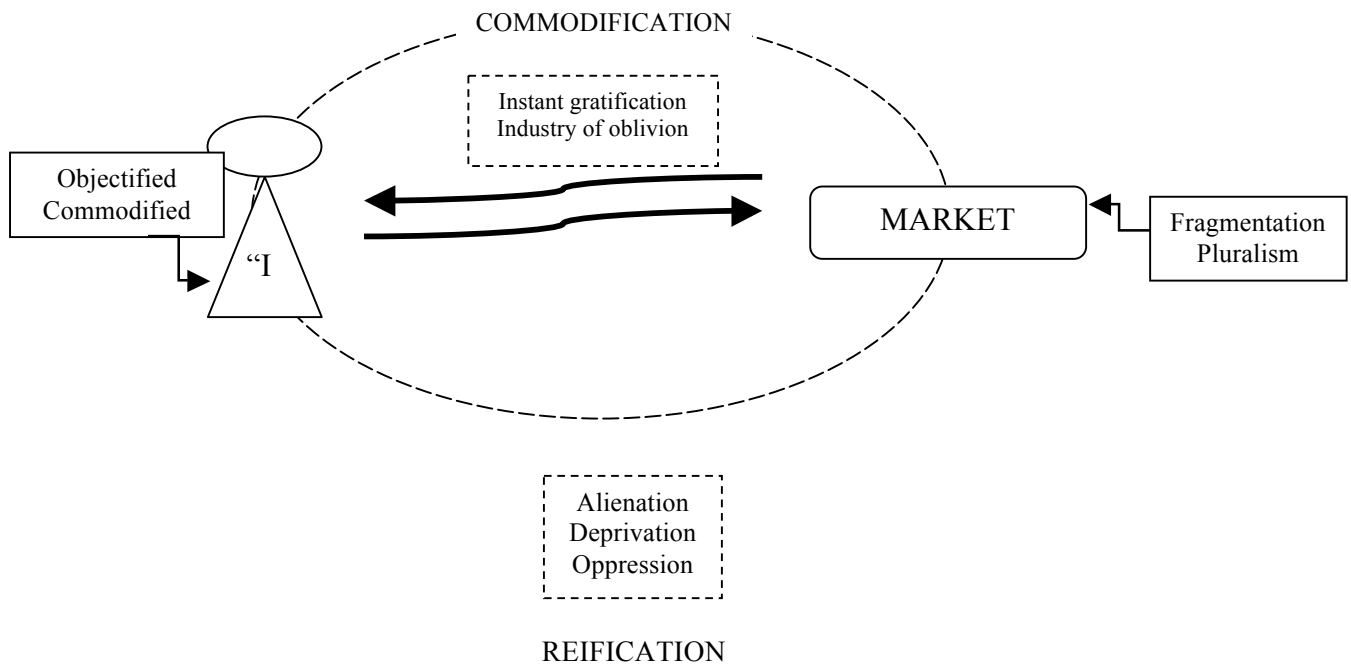 COMMODIFICATION
Instant gratification
Industry of oblivion
Objectified
Commodified
“I
MARKET
Fragmentation
Pluralism
Alienation
Deprivation
Oppression
REIFICATION